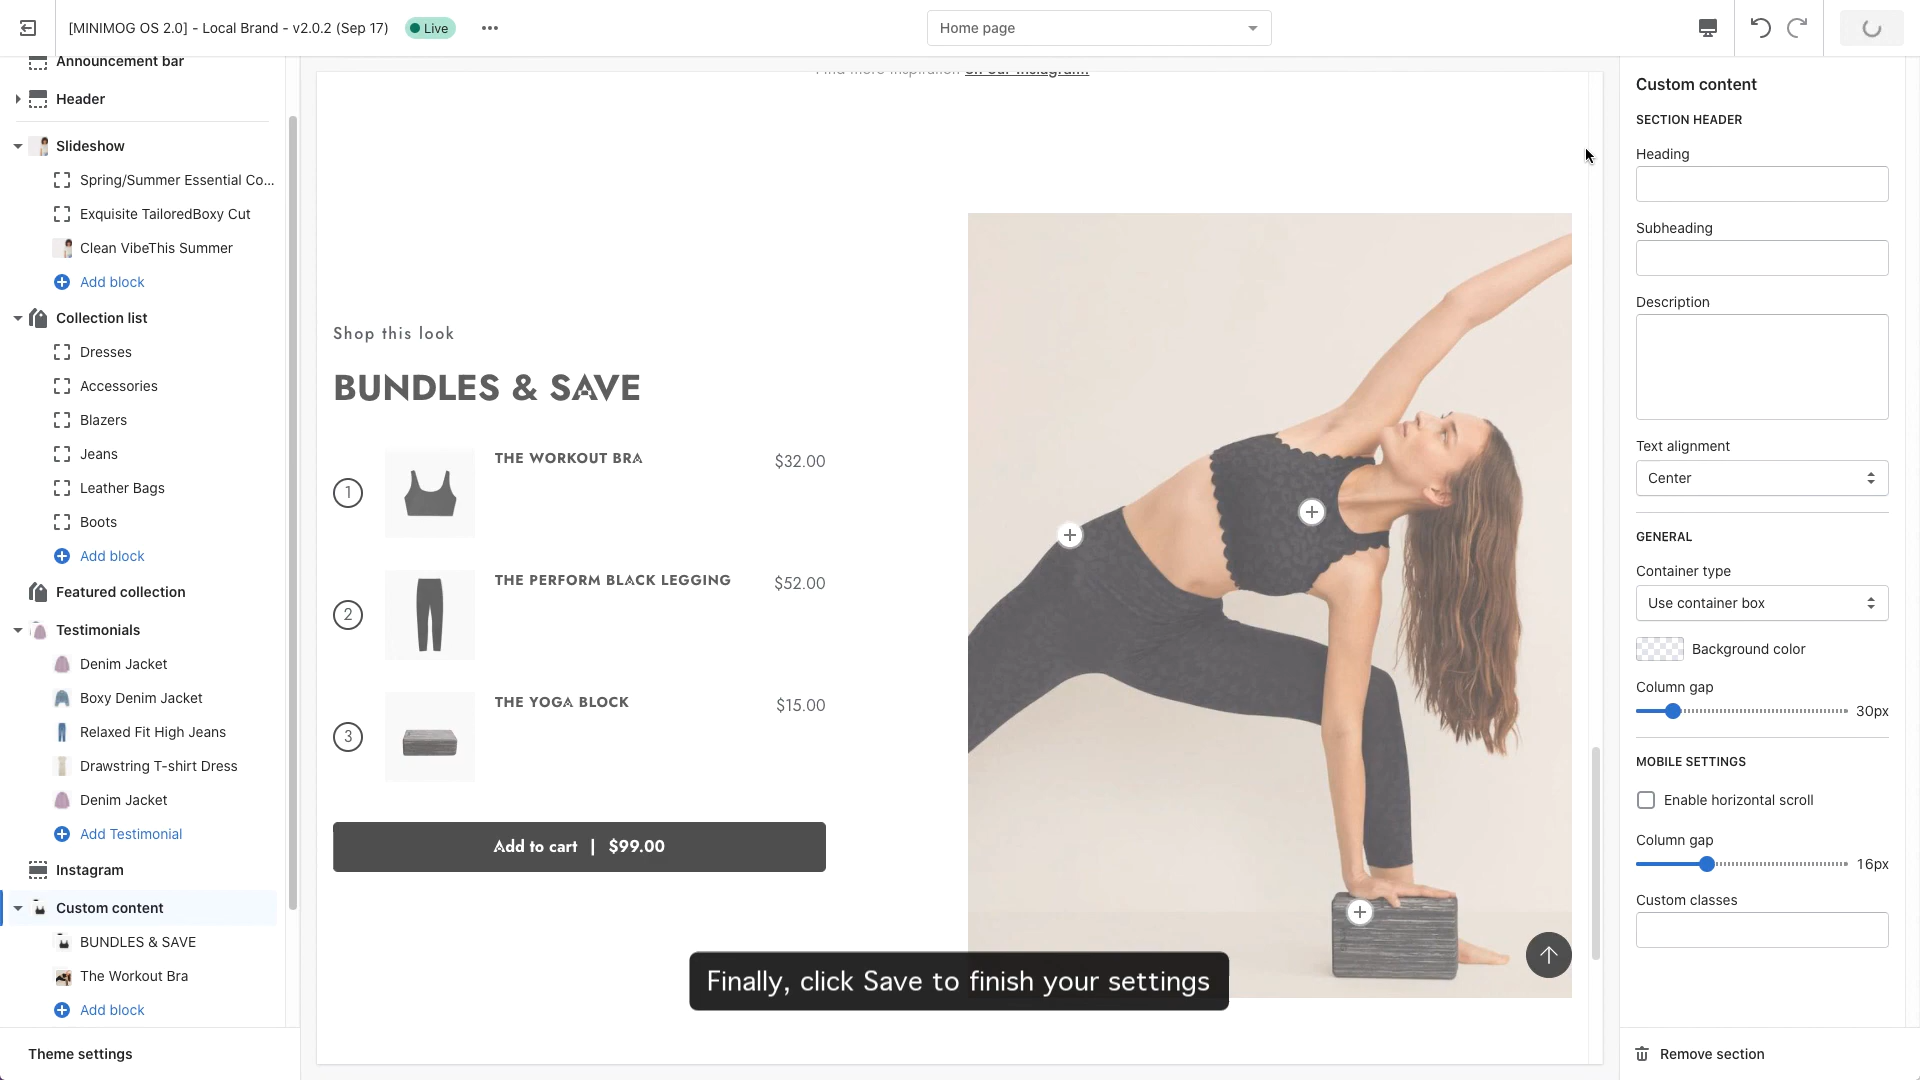 [MINIMOG OS 2.0] - Local Brand - v2.0.2 (Sep 17)
Live
Home page
Announcement bar
Header
Slideshow
Spring/Summer Essential Co...
Exquisite TailoredBoxy Cut
Clean VibeThis Summer
Add block
Collection list
Dresses
Accessories
Blazers
Jeans
Leather Bags
Boots
Add block
Featured collection
Testimonials
Denim Jacket
Boxy Denim Jacket
Relaxed Fit High Jeans
Drawstring T-shirt Dress
Denim Jacket
Add Testimonial
Instagram
Custom content
BUNDLES & SAVE
The Workout Bra
Add block
Theme settings
Find more inspiration on our Instagram.
Shop this look
BUNDLES & SAVE
1
THE WORKOUT BRA
$32.00
2
THE PERFORM BLACK LEGGING
$52.00
3
THE YOGA BLOCK
$15.00
Add to cart | $99.00
Finally, click Save to finish your settings
Custom content
SECTION HEADER
Heading
Subheading
Description
Text alignment
Center
GENERAL
Container type
Use container box
Background color
Column gap
30px
MOBILE SETTINGS
Enable horizontal scroll
Column gap
16px
Custom classes
Remove section